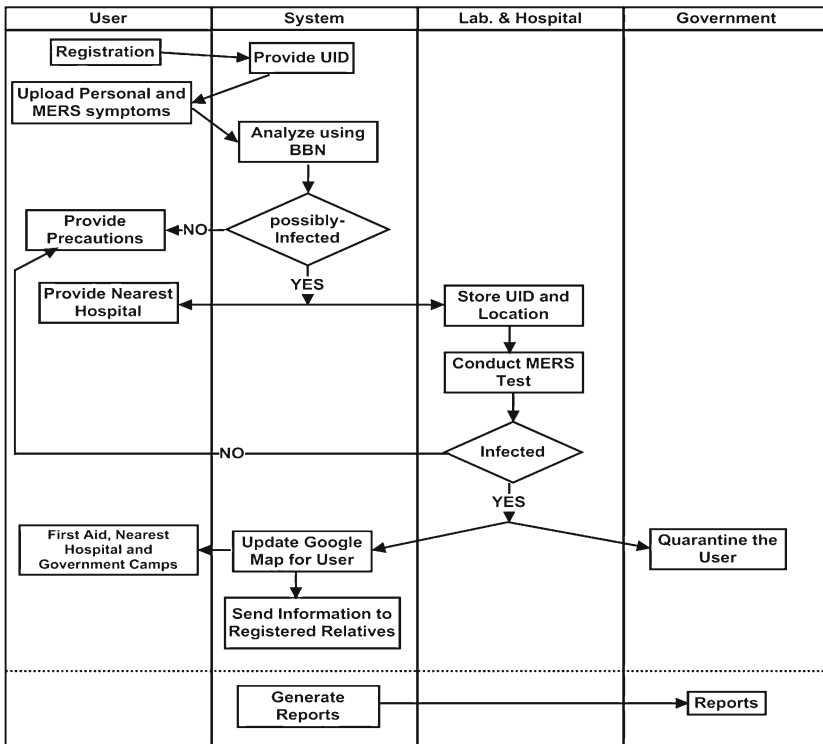 User
System
Lab. & Hospital
Government
Registration
Provide UID
Upload Personal and
MERS symptoms
Analyze using
BBN
possibly-
Infected
NO
Provide
Precautions
YES
Provide Nearest
Hospital
Store UID and
Location
Conduct MERS
Test
Infected
NO
YES
First Aid, Nearest
Hospital and
Government Camps
Update Google
Map for User
Quarantine the
User
Send Information to
Registered Relatives
Generate
Reports
Reports